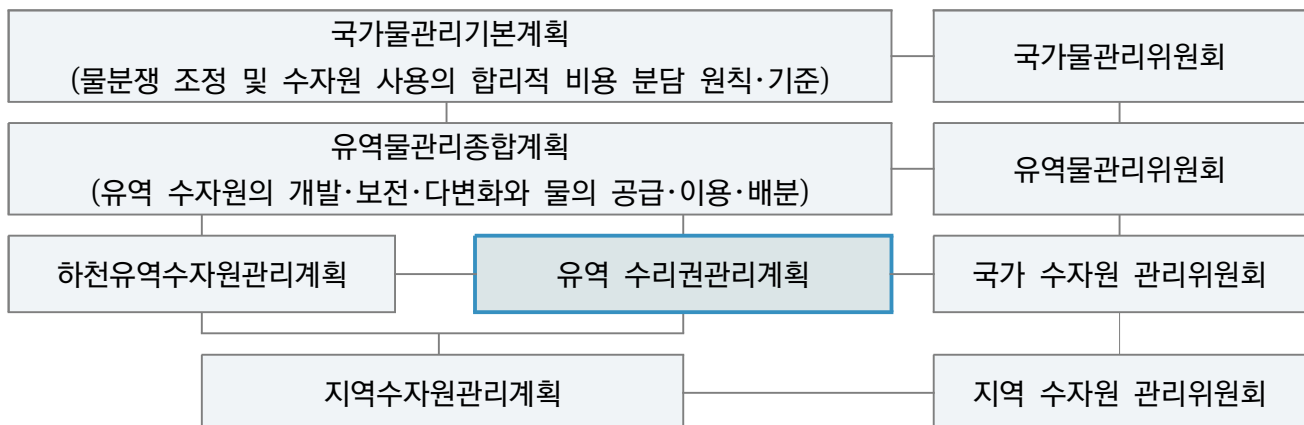 국가물관리기본계획
(물분쟁 조정 및 수자원 사용의 합리적 비용 분담 원칙·기준)
국가물관리위원회
유역물관리종합계획
(유역 수자원의 개발·보전·다변화와 물의 공급·이용·배분)
유역물관리위원회
하천유역수자원관리계획
유역 수리권관리계획
국가 수자원 관리위원회
지역수자원관리계획
지역 수자원 관리위원회